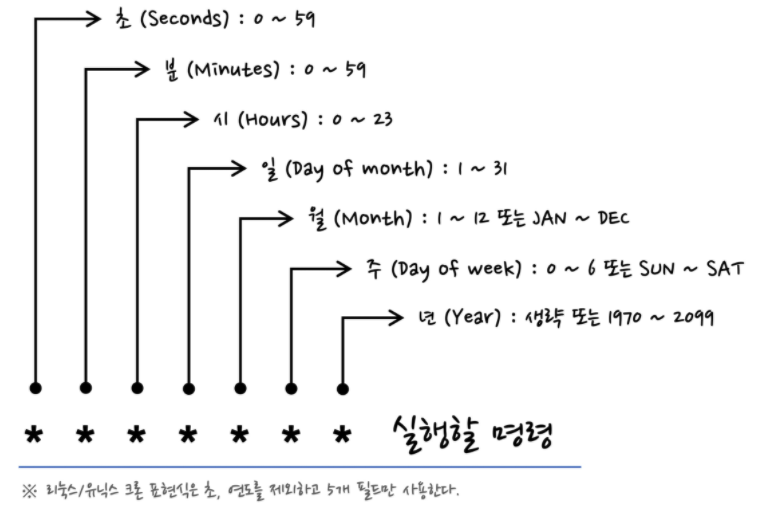 초 (Seconds) : 0 ~ 59
분 (Minutes) : 0 ~ 59
시 (Hours) : 0 ~ 23
일 (Day of month) : 1 ~ 31
월 (Month) : 1 ~ 12 또는 JAN ~ DEC
주 (Day of week) : 0 ~ 6 또는 SUN ~ SAT
년 (Year) : 생략 또는 1970 ~ 2099
* * * * * * * 실행할 명령
※ 리눅스/유닉스 크론 표현식은 초, 연도를 제외하고 5개 필드만 사용한다.